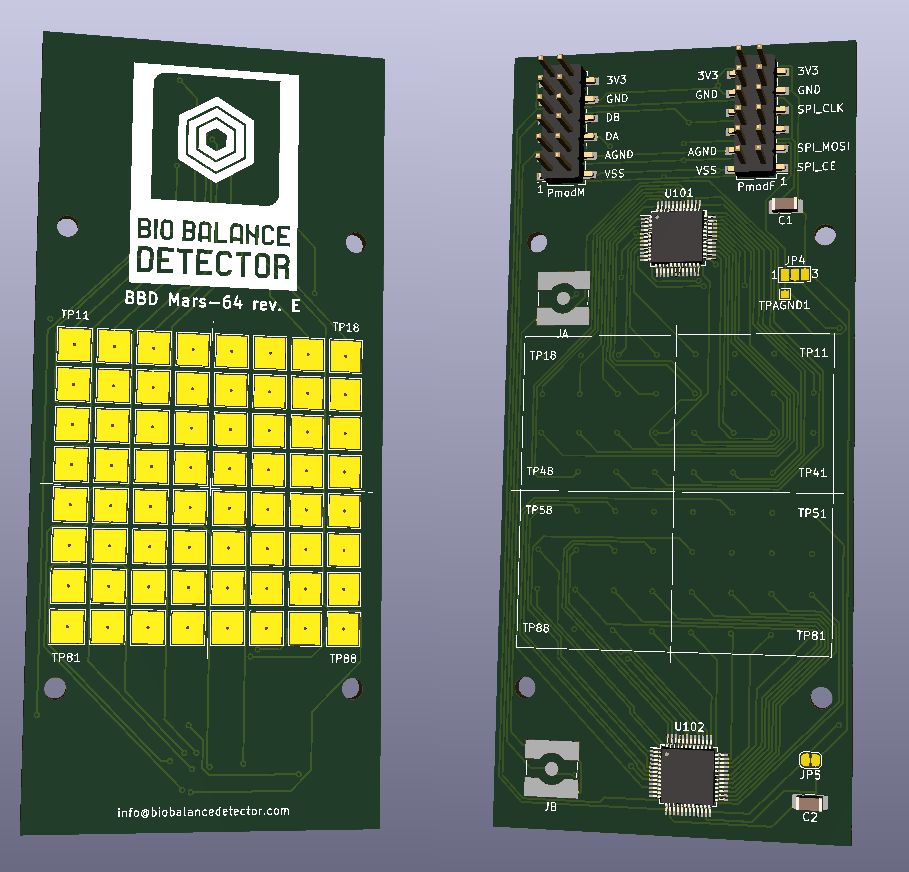 BIO BALANCE
DETECTOR
BBD Mars-64 rev. E
TP11 TP18
TP81 TP88
info@biobalancedetector.com
3V3 3V3 3V3
GND GND GND
DB SPI_CLK
DA
AGND AGND SPI_MOSI
VSS VSS SPI_CE
1 PmodM PmodF 1
U101
C1
JP4
1 3
TPAGND1
JA
TP18 TP11
TP48 TP41
TP58 TP51
TP88 TP81
U102
JP5
JB
C2